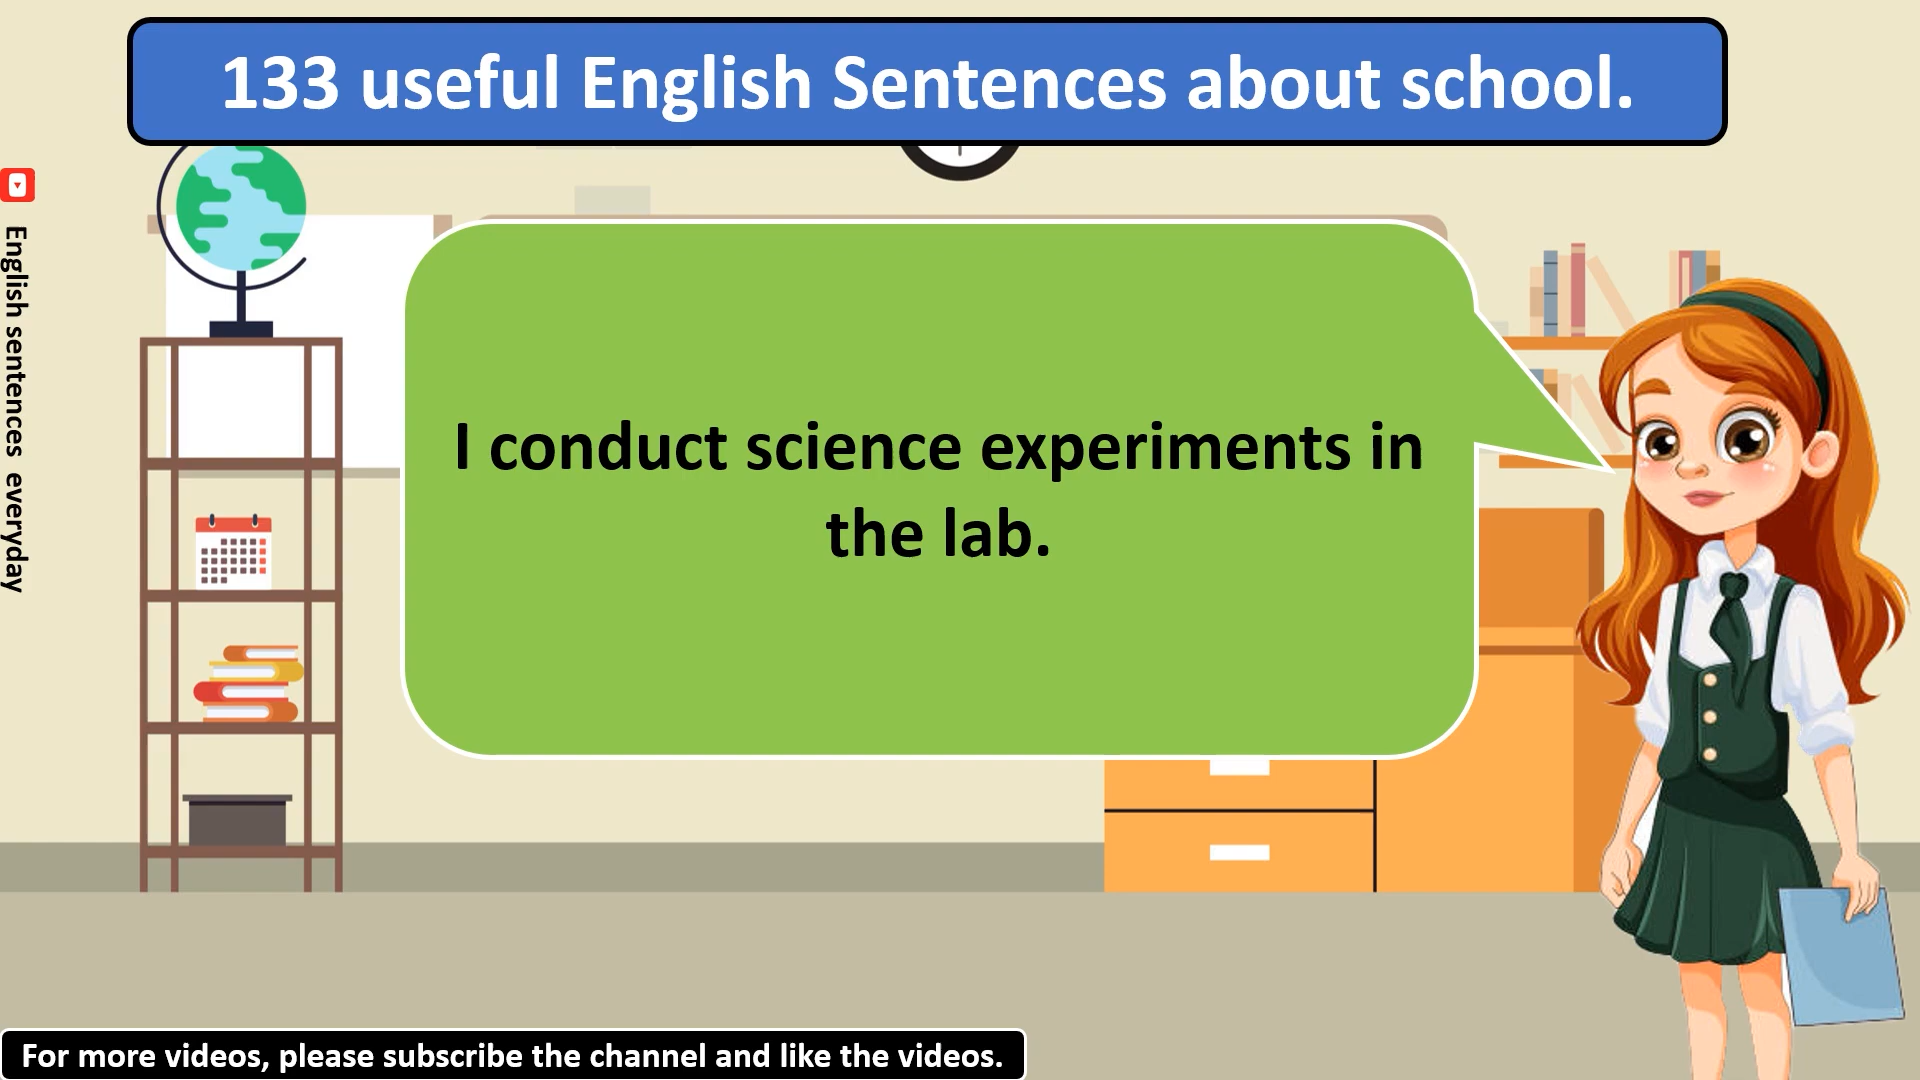 133 useful English Sentences about school.
English sentences everyday
I conduct science experiments in
the lab.
For more videos, please subscribe the channel and like the videos.